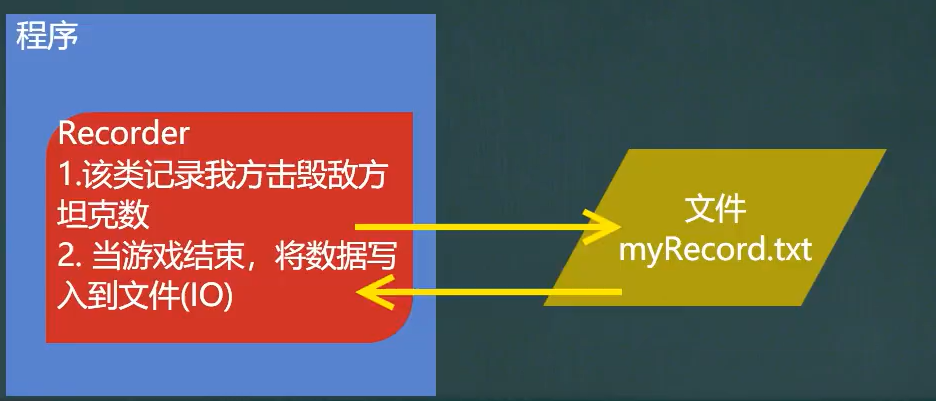 程序
Recorder
1.该类记录我方击毁敌方
坦克数
2. 当游戏结束，将数据写
入到文件(IO)
文件
myRecord.txt